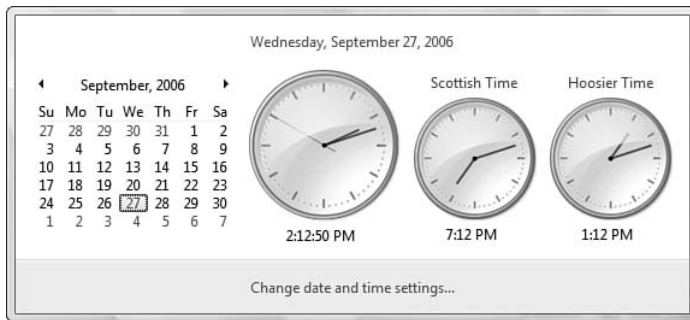 Wednesday, September 27, 2006
September, 2006
Su Mo Tu We Th Fr Sa
27 28 29 30 31 1 2
3 4 5 6 7 8 9
10 11 12 13 14 15 16
17 18 19 20 21 22 23
24 25 26 27 28 29 30
1 2 3 4 5 6 7
2:12:50 PM
Scottish Time
7:12 PM
Hoosier Time
1:12 PM
Change date and time settings...